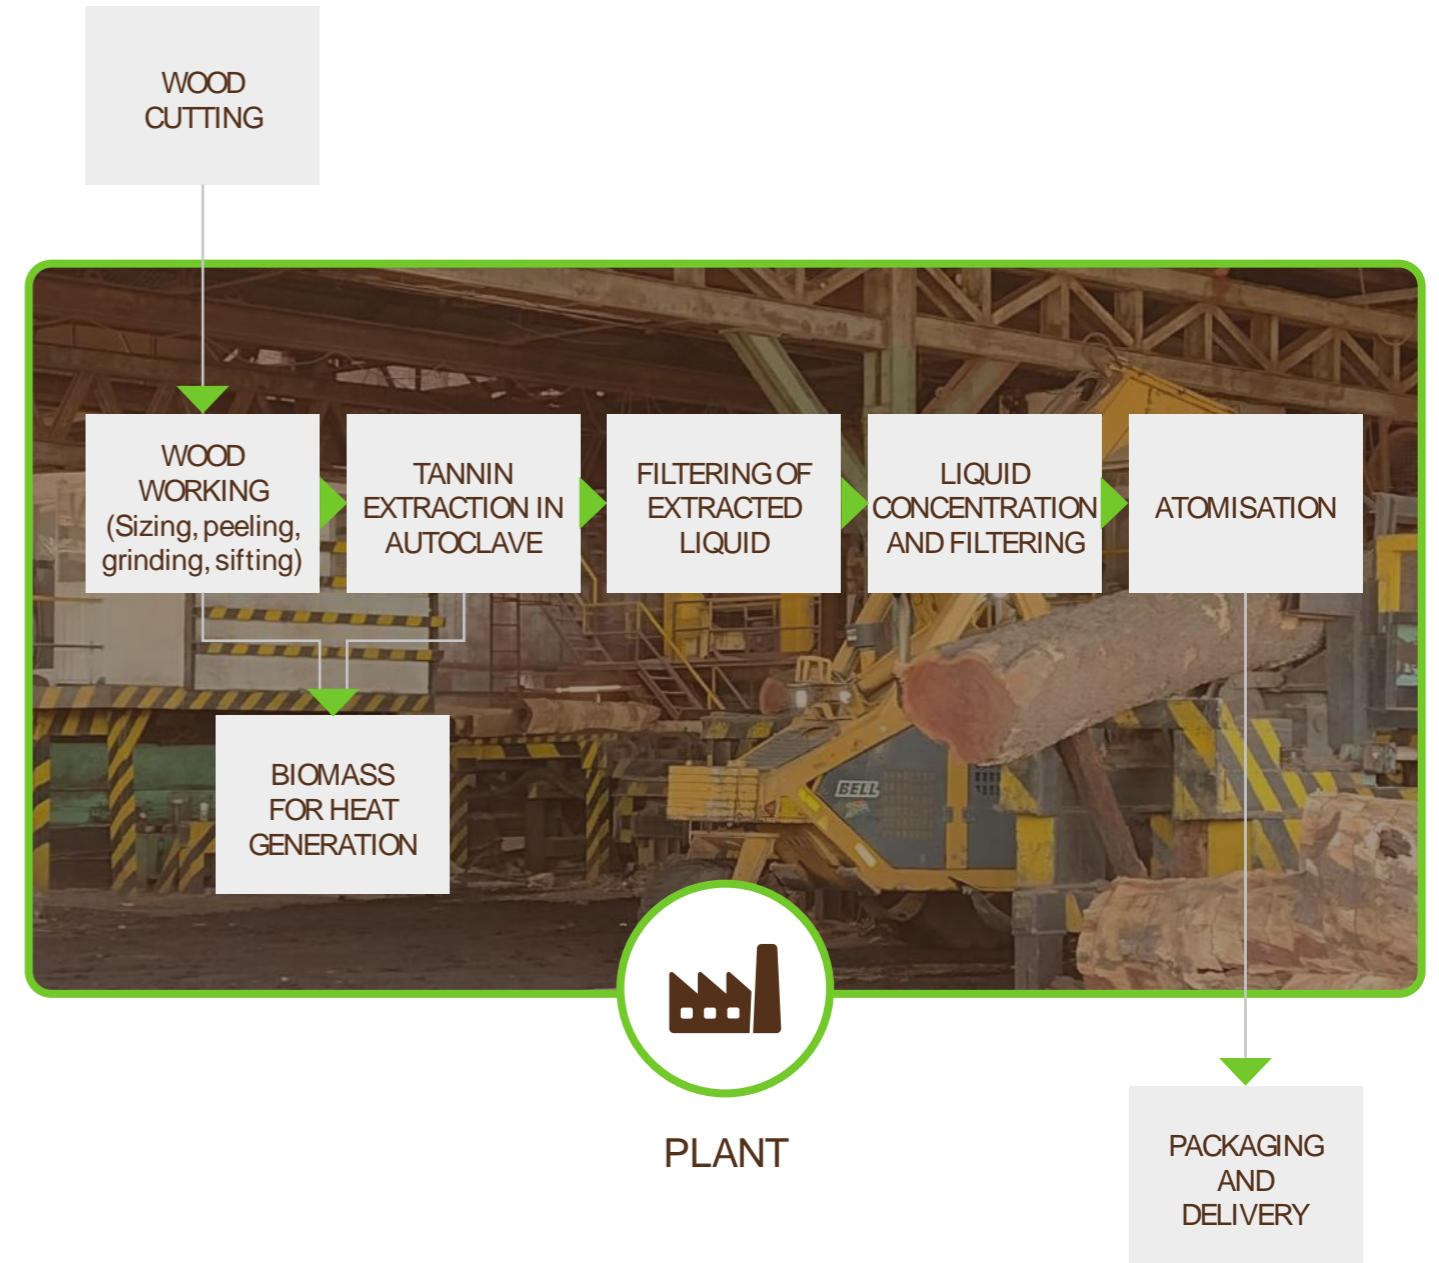 WOOD
CUTTING
WOOD
WORKING
(Sizing, peeling,
grinding, sifting)
TANNIN
EXTRACTION IN
AUTOCLAVE
FILTERING OF
EXTRACTED
LIQUID
LIQUID
CONCENTRATION
AND FILTERING
ATOMISATION
BIOMASS
FOR HEAT
GENERATION
BELL
PLANT
PACKAGING
AND
DELIVERY